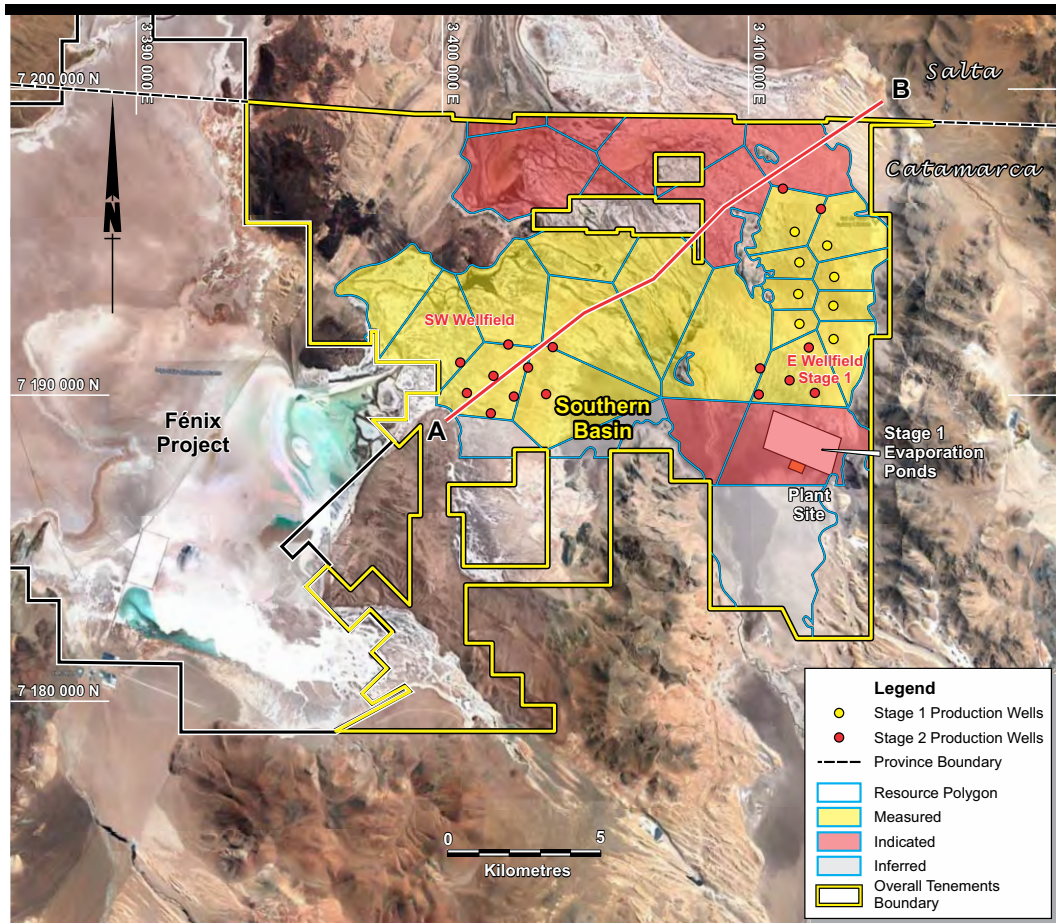 3 390 000 E
3 400 000 E
3 410 000 E
7 200 000 N
Salta
B
Catamarca
N
SW Wellfield
E Wellfield
Stage 1
7 190 000 N
Fénix
Project
A
Southern
Basin
Stage 1
Evaporation
Ponds
Plant
Site
7 180 000 N
0
5
Kilometres
Legend
Stage 1 Production Wells
Stage 2 Production Wells
Province Boundary
Resource Polygon
Measured
Indicated
Inferred
Overall Tenements
Boundary